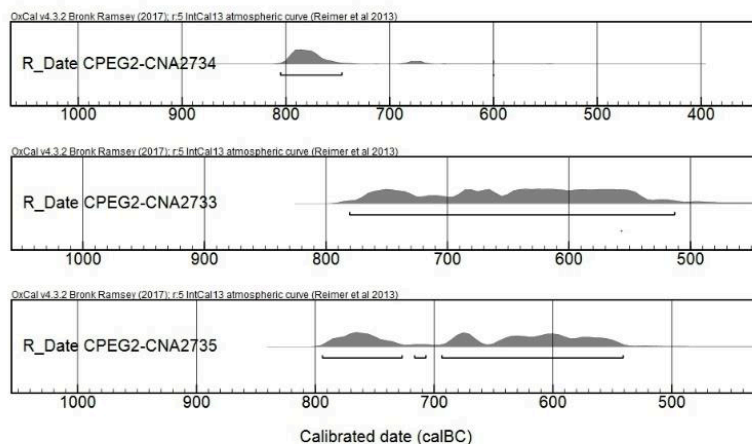 OxCal v4.3.2 Bronk Ramsey (2017); r:5 IntCal13 atmospheric curve (Reimer et al 2013)
R_Date CPEG2-CNA2734
1000 900 800 700 600 500 400
OxCal v4.3.2 Bronk Ramsey (2017); r:5 IntCal13 atmospheric curve (Reimer et al 2013)
R_Date CPEG2-CNA2733
1000 900 800 700 600 500
OxCal v4.3.2 Bronk Ramsey (2017); r:5 IntCal13 atmospheric curve (Reimer et al 2013)
R_Date CPEG2-CNA2735
1000 900 800 700 600 500
Calibrated date (calBC)